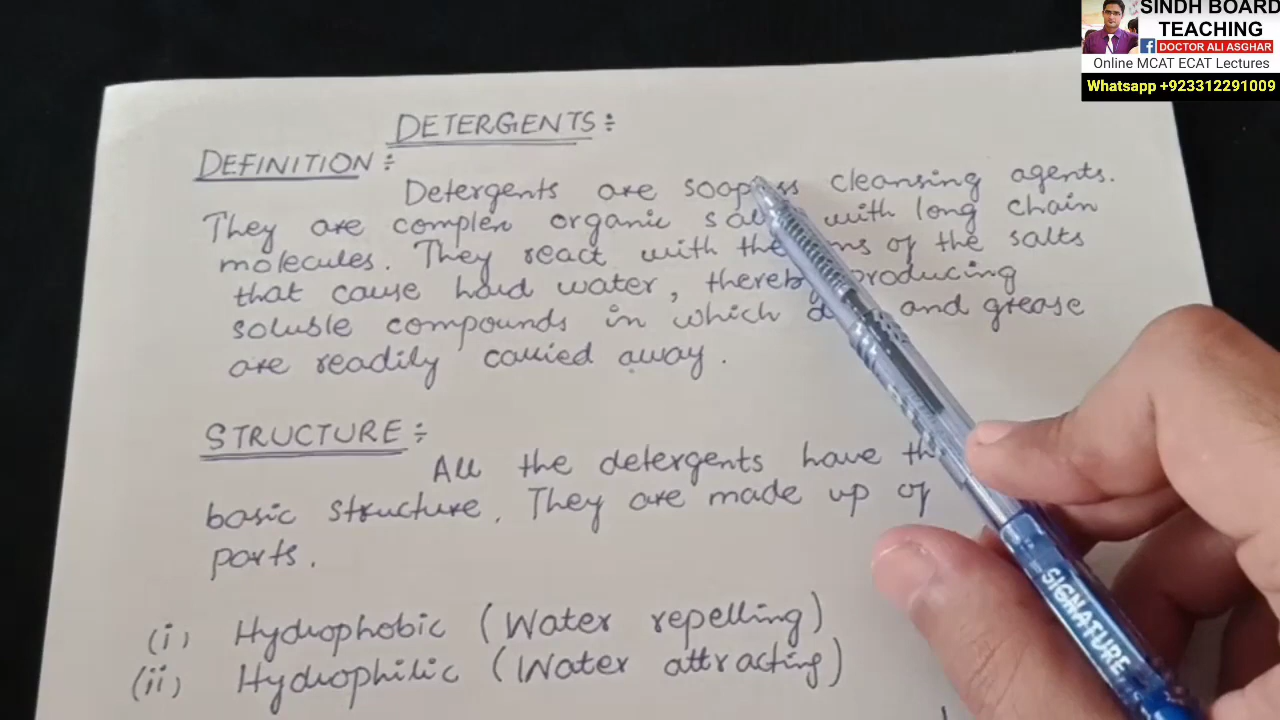 SINDH BOARD
TEACHING
DOCTOR ALI ASGHAR
Online MCAT ECAT Lectures
Whatsapp +923312291009
DETERGENTS:
DEFINITION:
Detergents are cleansing agents.
They are complex organic with long chain
molecules. They react with the of the salts
that cause hard water, thereby producing
soluble compounds in which and grease
are readily carried away.
STRUCTURE:
All the detergents have
basic structure. They are made up of
parts.
(i) Hydrophobic (Water repelling)
(ii) Hydrophilic (Water attracting)
SIGNATURE